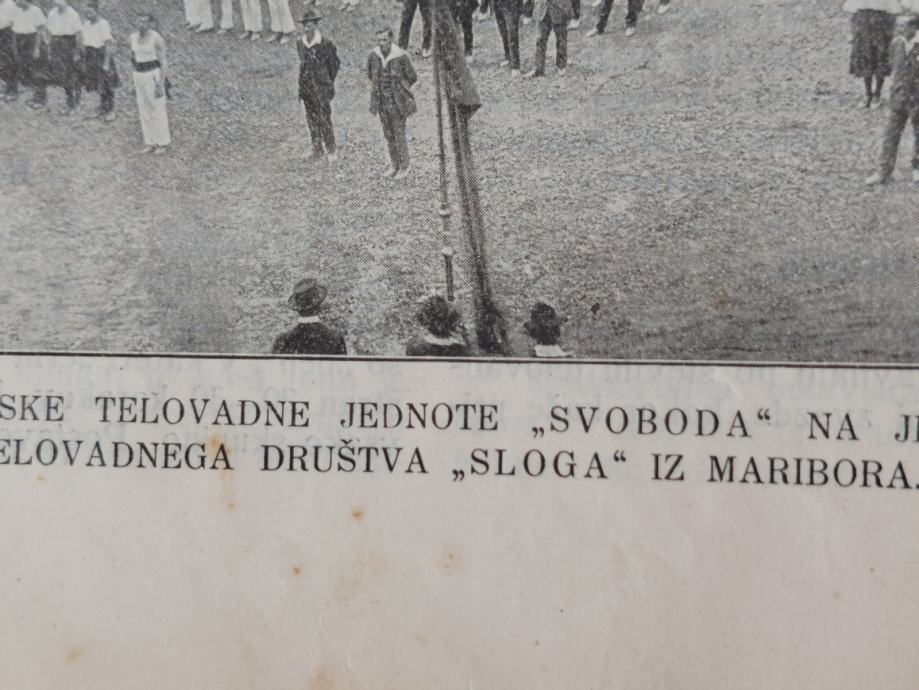 SKE TELOVADNE JEDNOTE „SVOBODA“ NA J
ELOVADNEGA DRUŠTVA „SLOGA“ IZ MARIBORA.